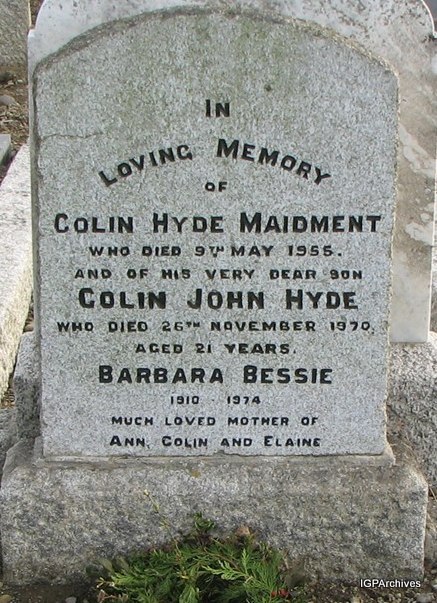 IN
LOVING MEMORY
OF
COLIN HYDE MAIDMENT
WHO DIED 9TH MAY 1955.
AND OF HIS VERY DEAR SON
COLIN JOHN HYDE
WHO DIED 26TH NOVEMBER 1970,
AGED 21 YEARS.
BARBARA BESSIE
1910 - 1974
MUCH LOVED MOTHER OF
ANN, COLIN AND ELAINE
IGPArchives